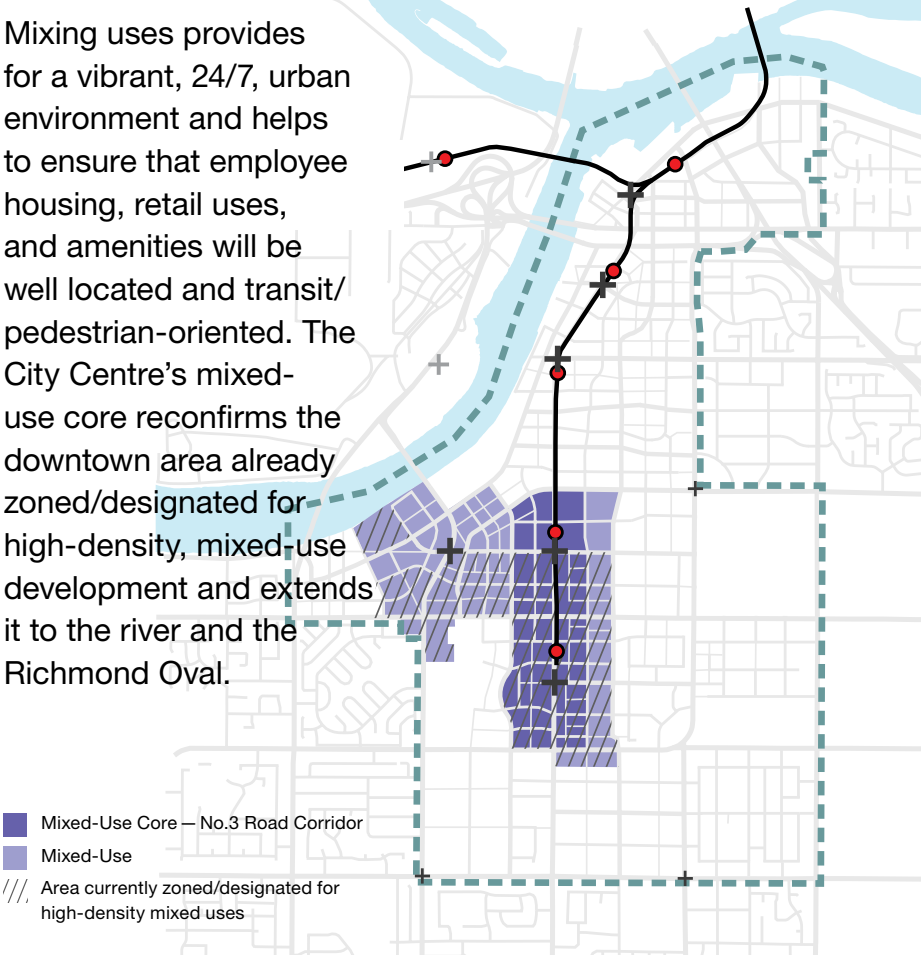 Mixing uses provides
for a vibrant, 24/7, urban
environment and helps
to ensure that employee
housing, retail uses,
and amenities will be
well located and transit/
pedestrian-oriented. The
City Centre’s mixed-
use core reconfirms the
downtown area already
zoned/designated for
high-density, mixed-use
development and extends
it to the river and the
Richmond Oval.
Mixed-Use Core – No.3 Road Corridor
Mixed-Use
Area currently zoned/designated for
high-density mixed uses